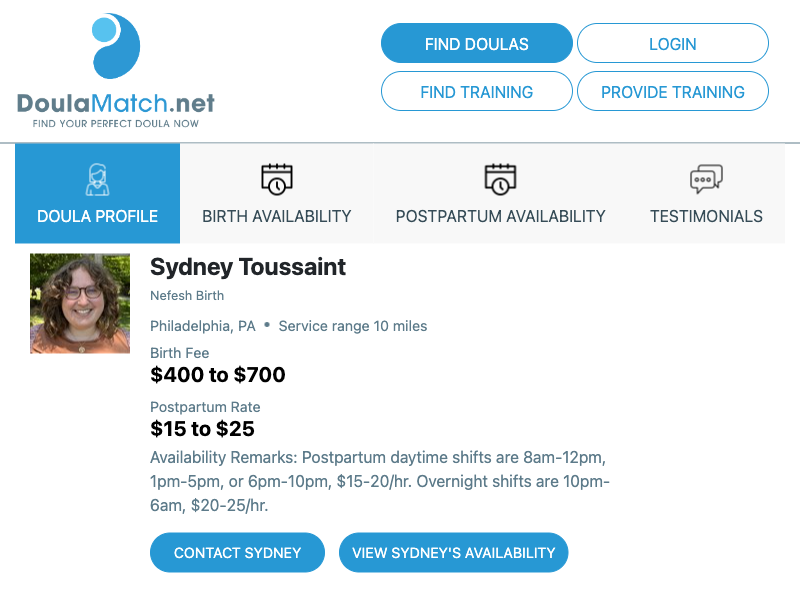 DoulaMatch.net
FIND YOUR PERFECT DOULA NOW
FIND DOULAS
LOGIN
FIND TRAINING
PROVIDE TRAINING
DOULA PROFILE
BIRTH AVAILABILITY
POSTPARTUM AVAILABILITY
TESTIMONIALS
Sydney Toussaint
Nefesh Birth
Philadelphia, PA • Service range 10 miles
Birth Fee
$400 to $700
Postpartum Rate
$15 to $25
Availability Remarks: Postpartum daytime shifts are 8am-12pm,
1pm-5pm, or 6pm-10pm, $15-20/hr. Overnight shifts are 10pm-
6am, $20-25/hr.
CONTACT SYDNEY
VIEW SYDNEY'S AVAILABILITY